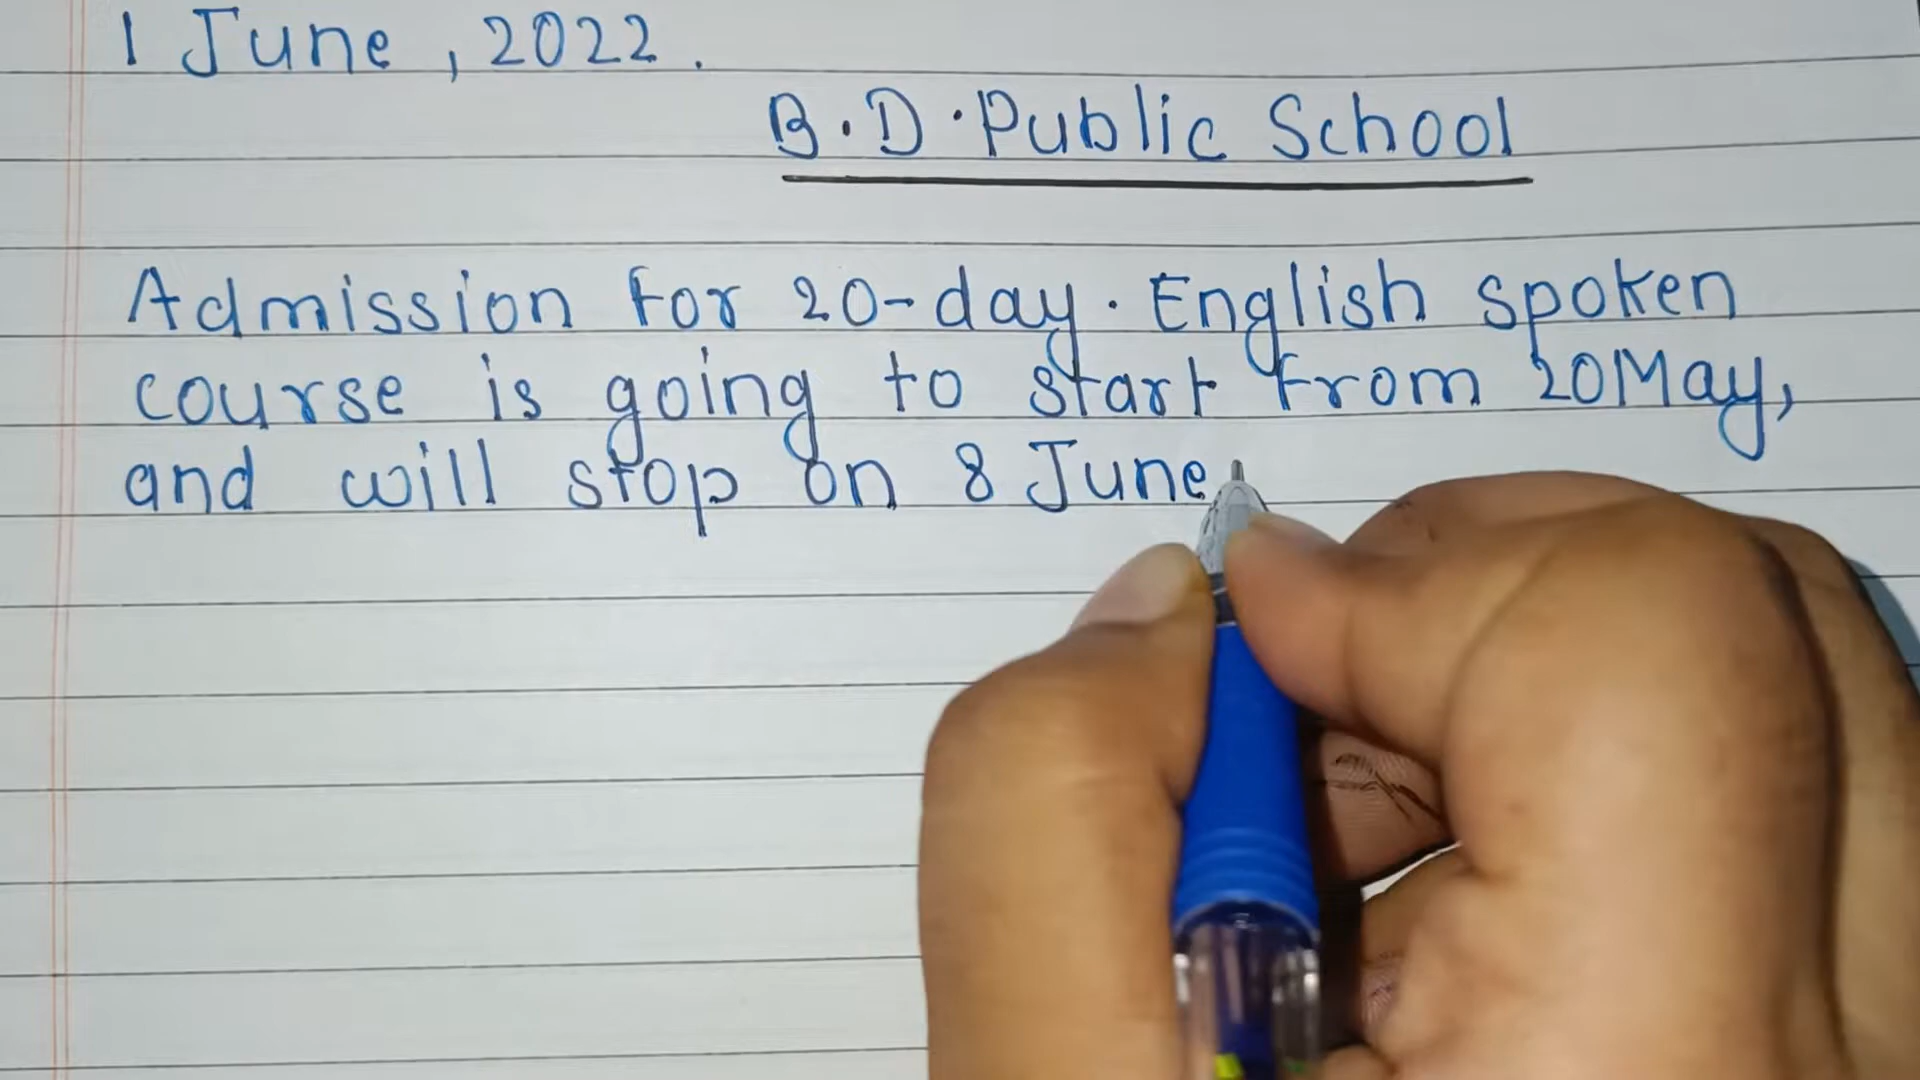 1 June, 2022.
B.D.Public School
Admission for 20-day. English spoken
course is going to start from 20May,
and will stop on 8 June